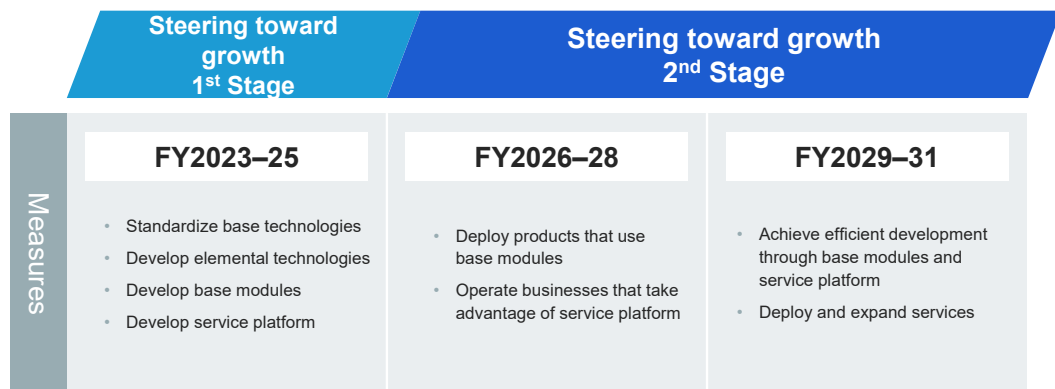 Steering toward
growth
1st Stage
Steering toward growth
2nd Stage
Measures
FY2023–25
• Standardize base technologies
• Develop elemental technologies
• Develop base modules
• Develop service platform
FY2026–28
• Deploy products that use
base modules
• Operate businesses that take
advantage of service platform
FY2029–31
• Achieve efficient development
through base modules and
service platform
• Deploy and expand services